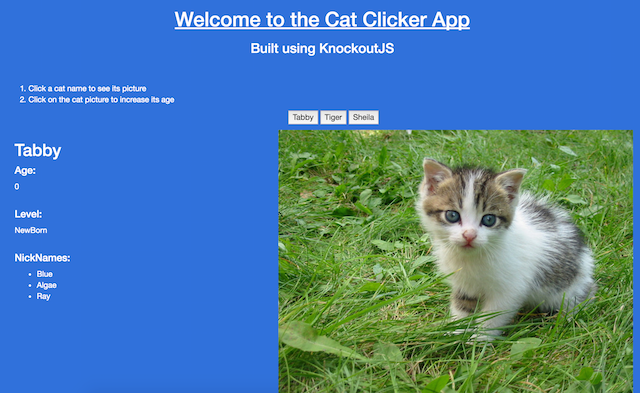 Welcome to the Cat Clicker App
Built using KnockoutJS
1. Click a cat name to see its picture
2. Click on the cat picture to increase its age
Tabby Tiger Sheila
Tabby
Age:
0
Level:
NewBorn
NickNames:
• Blue
• Algae
• Ray